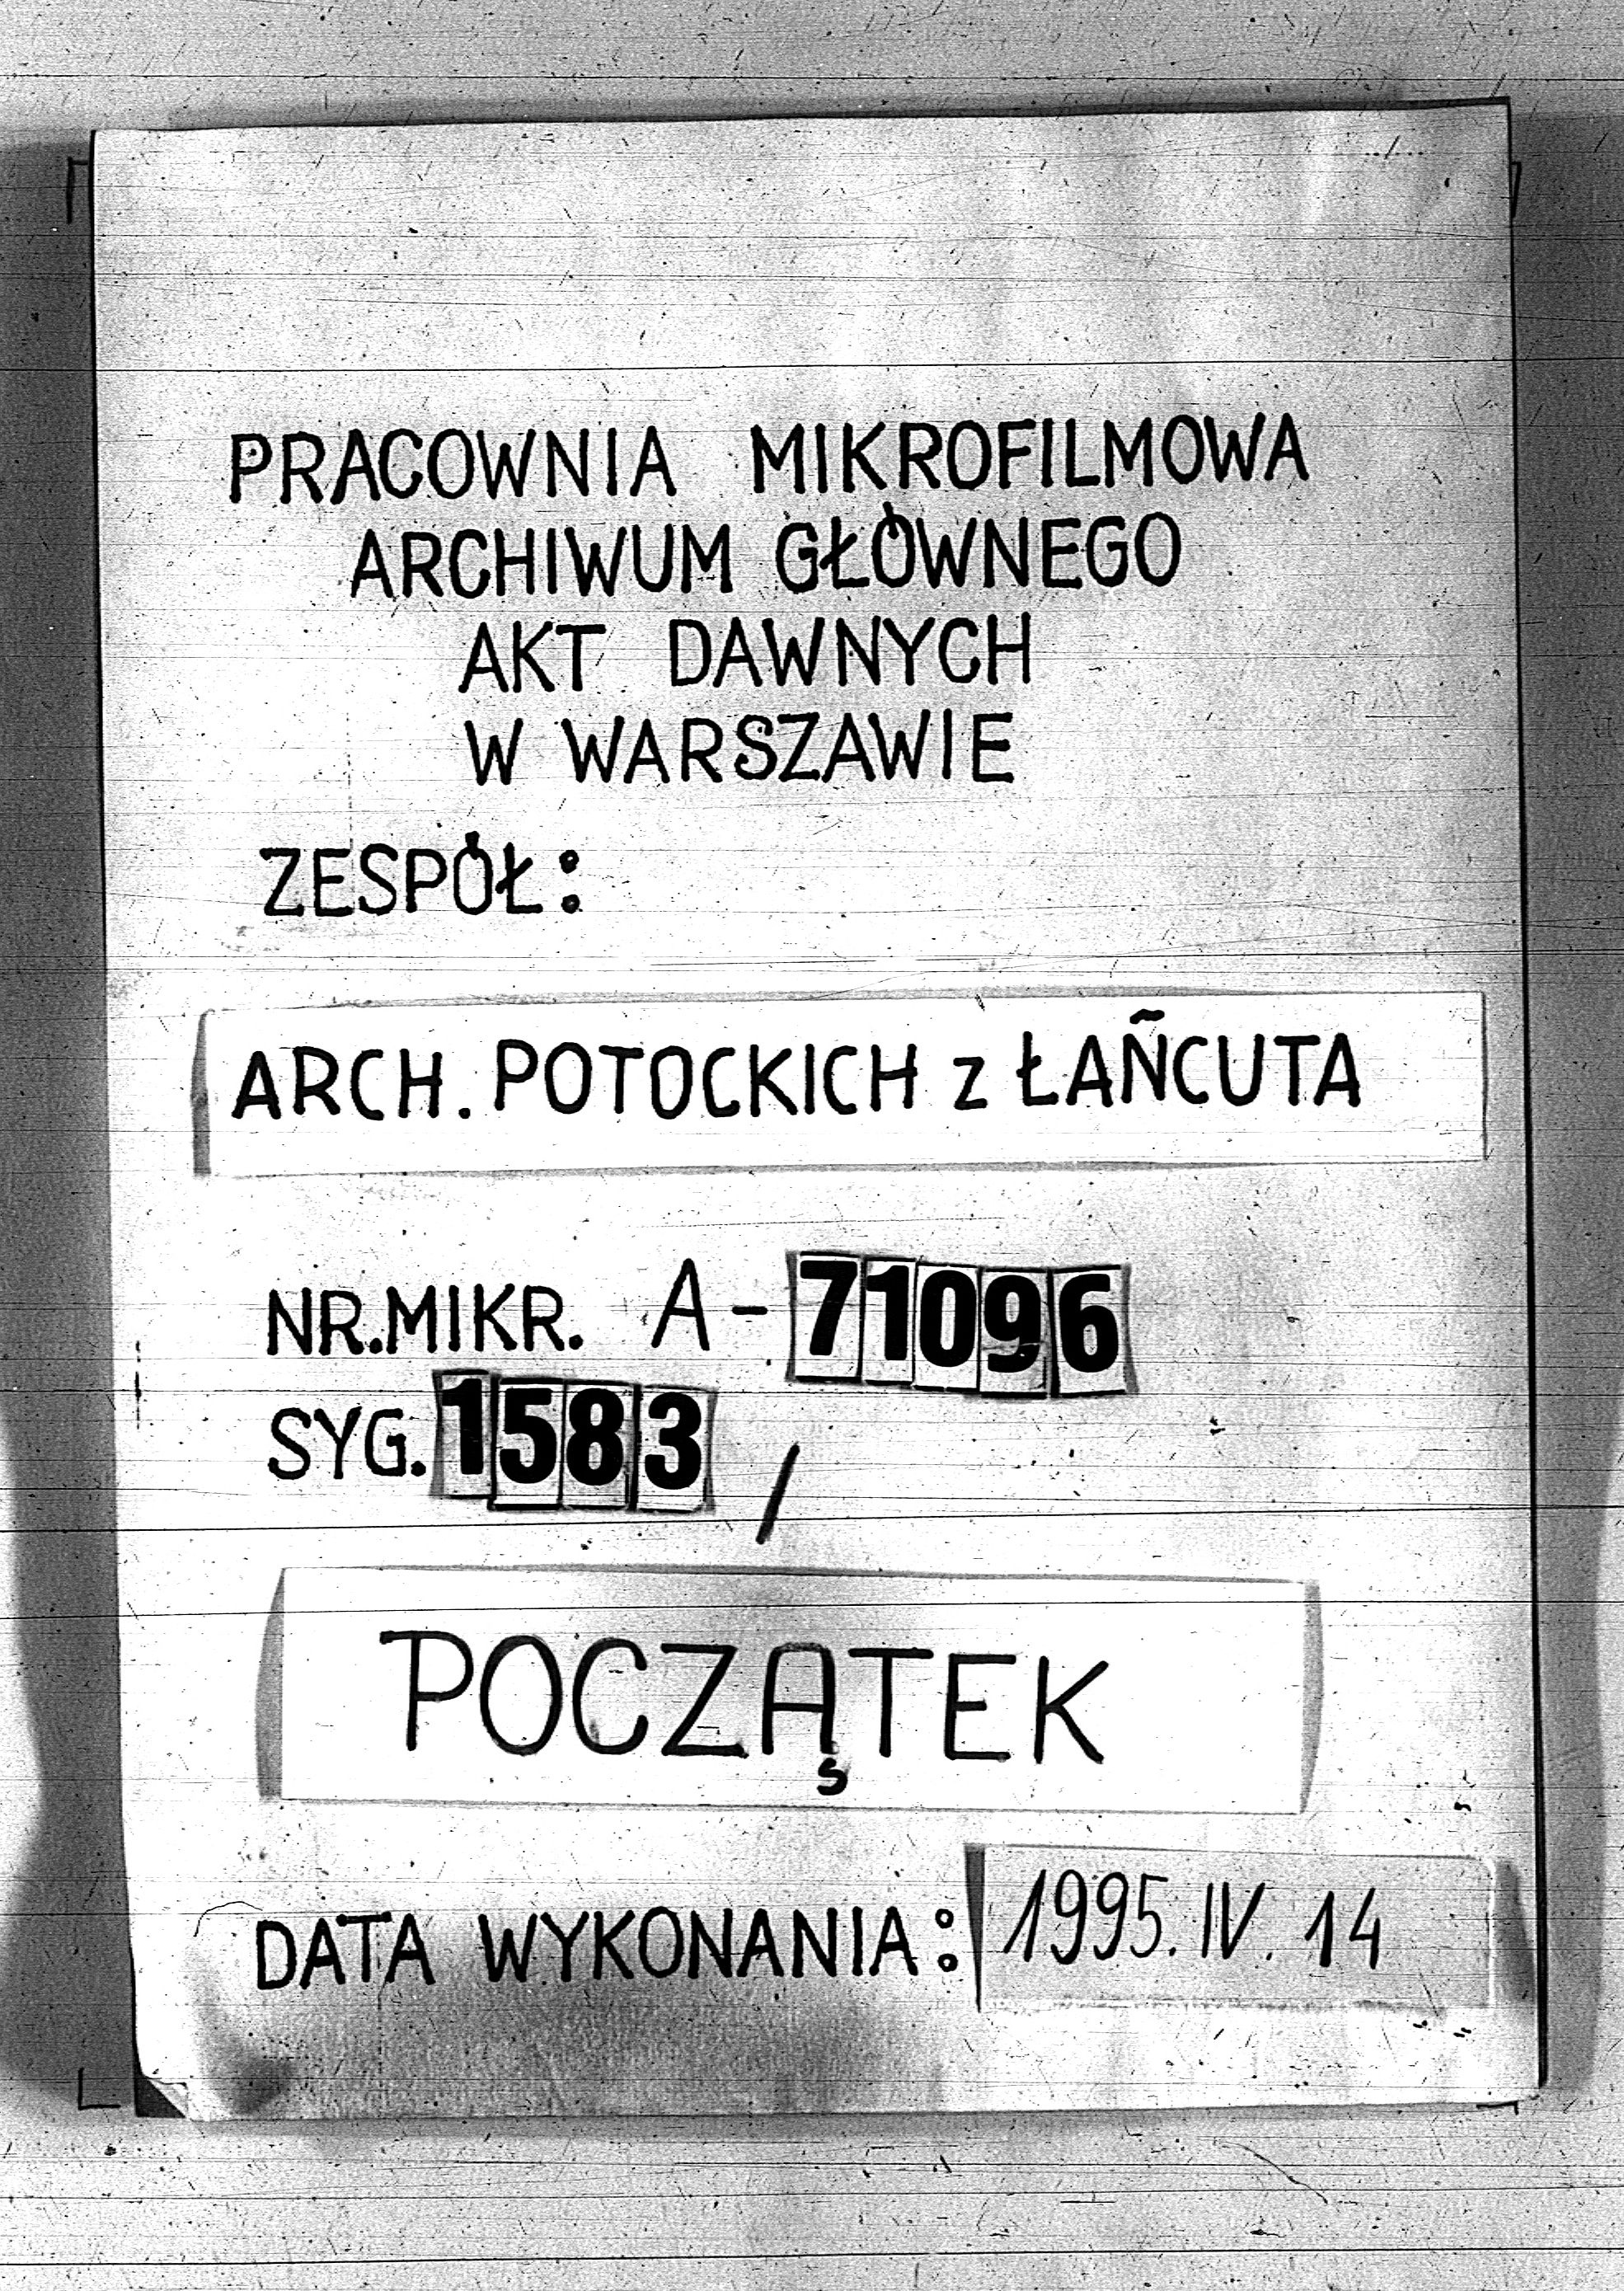 PRACOWNIA MIKROFILMOWA
ARCHIWUM GŁÓWNEGO
AKT DAWNYCH
W WARSZAWIE
ZESPÓŁ:
ARCH. POTOCKICH z ŁAŃCUTA
NR.MIKR. A-71096
SYG. 1583 /
POCZĄTEK
DATA WYKONANIA: 1995.IV.14